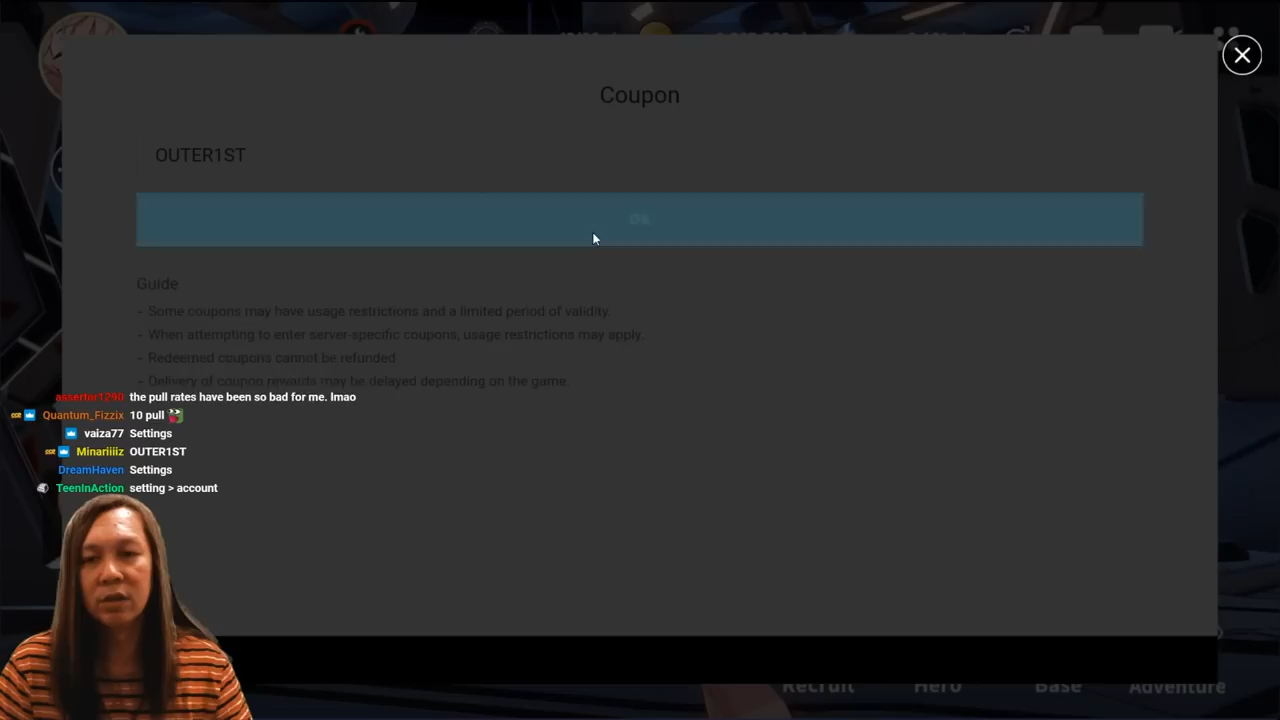 Coupon
OUTER1ST
Guide
- Some coupons may have usage restrictions and a limited period of validity.
- When attempting to enter server-specific coupons, usage restrictions may apply.
- Redeemed coupons cannot be refunded
- Delivery of coupon rewards may be delayed depending on the game.
assertor1290 the pull rates have been so bad for me. lmao
Quantum_Fizzix 10 pull
vaiza77 Settings
Minariiiiz OUTER1ST
DreamHaven Settings
TeenInAction setting > account
Recruit Hero Base Adventure